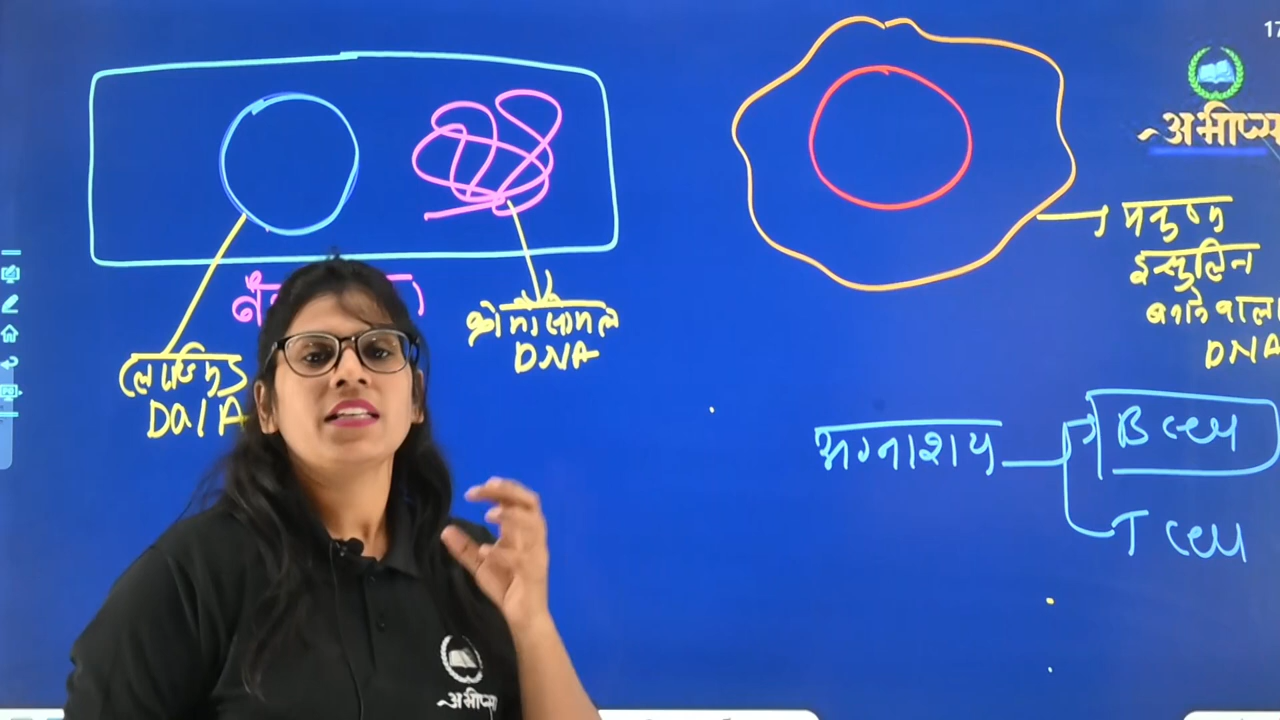 17
अभीप्सा
मनुष्य
इंसुलिन
बनाने वाला
DNA
क्रोमोसोमल
DNA
प्लाज्मिड
DNA
अग्नाशय
B cell
T cell
अभीप्सा